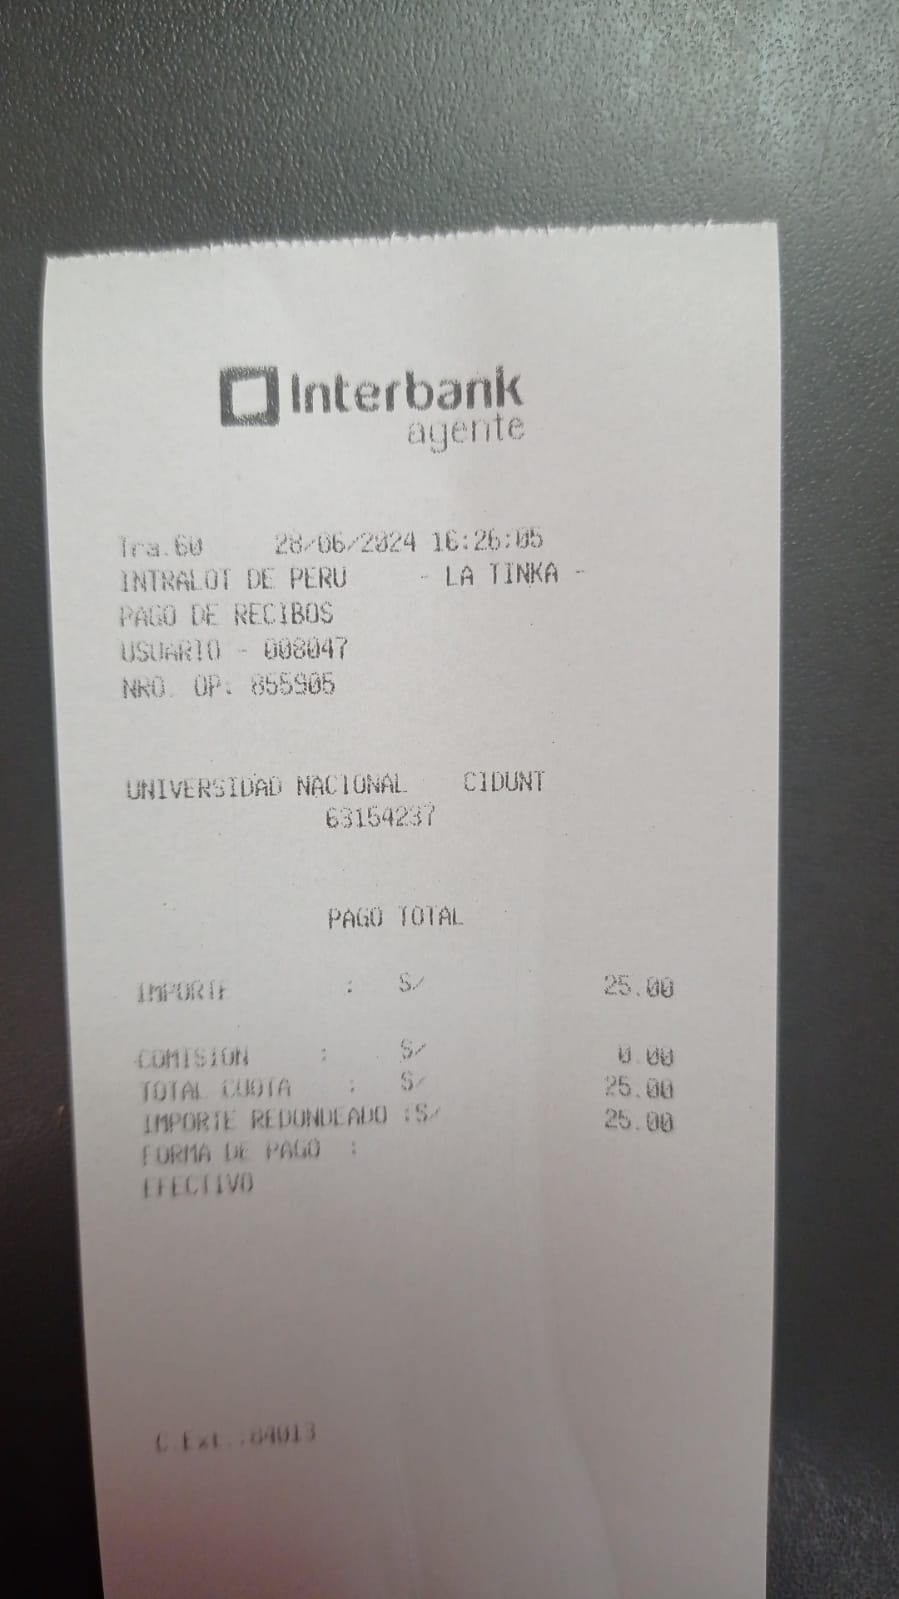 Interbank
agente
Tra.60 28/06/2024 16:26:05
INTRALOT DE PERU - LA TINKA -
PAGO DE RECIBOS
USUARIO - 008047
NRO. OP: 855905
UNIVERSIDAD NACIONAL CIDUNT
63154237
PAGO TOTAL
IMPORTE : S/ 25.00
COMISION : S/ 0.00
TOTAL CUOTA : S/ 25.00
IMPORTE REDONDEADO :S/ 25.00
FORMA DE PAGO :
EFECTIVO
C.Ext.:84013